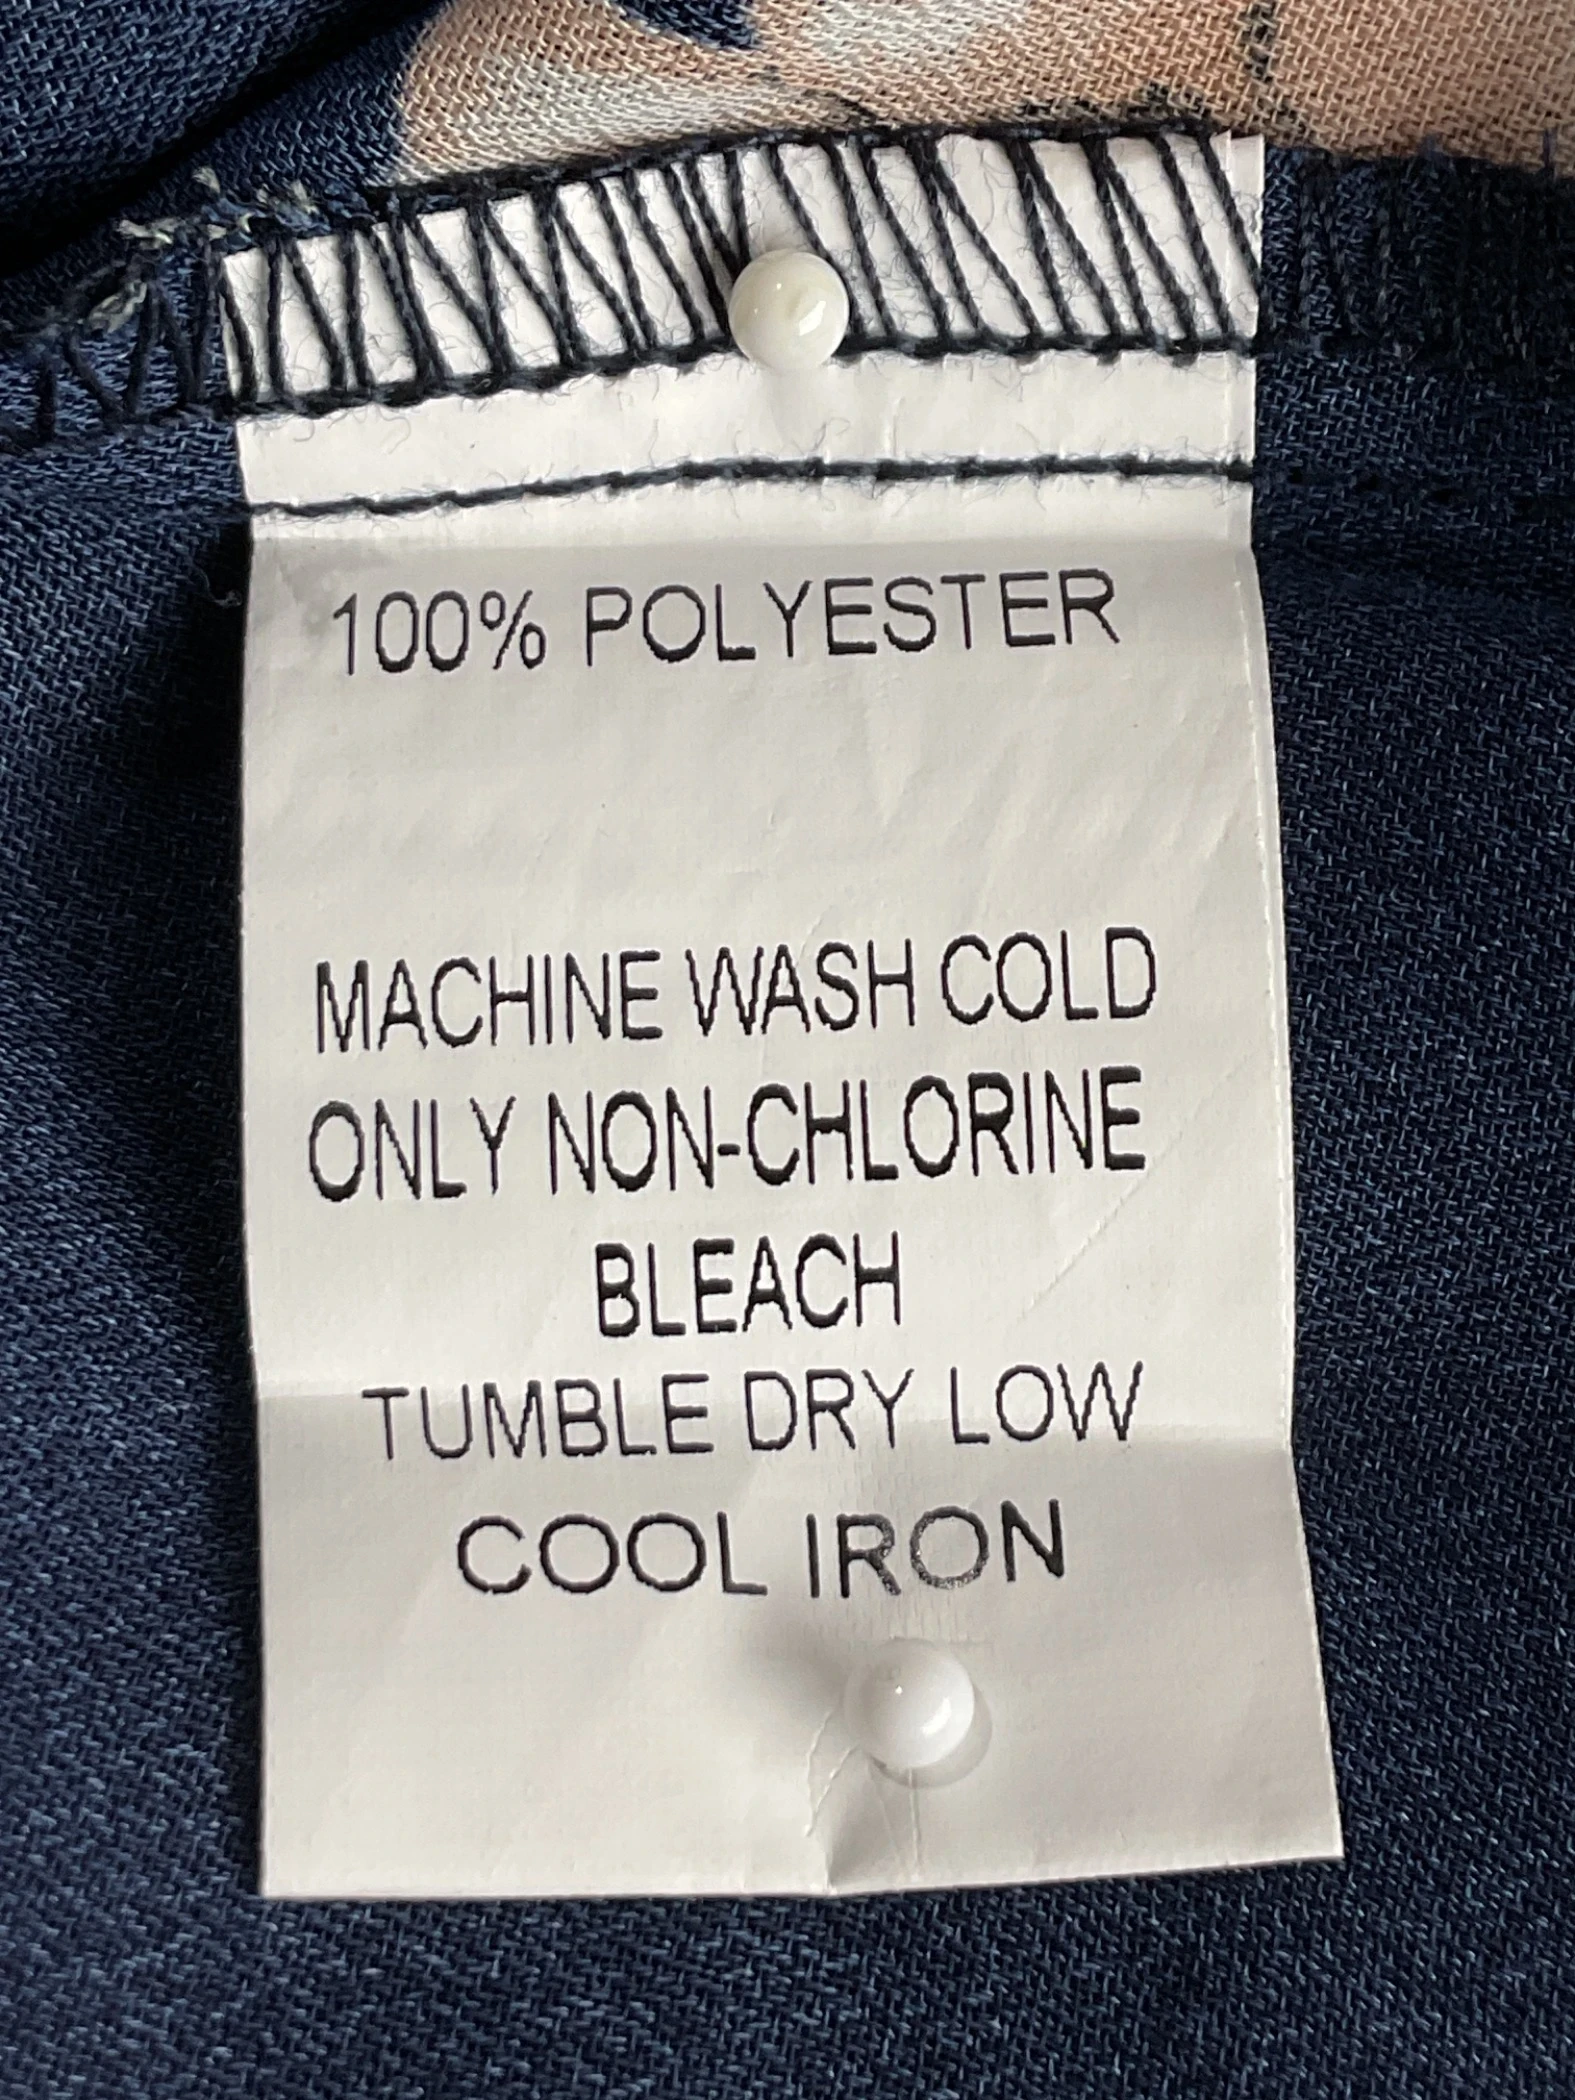 100% POLYESTER
MACHINE WASH COLD
ONLY NON-CHLORINE
BLEACH
TUMBLE DRY LOW
COOL IRON